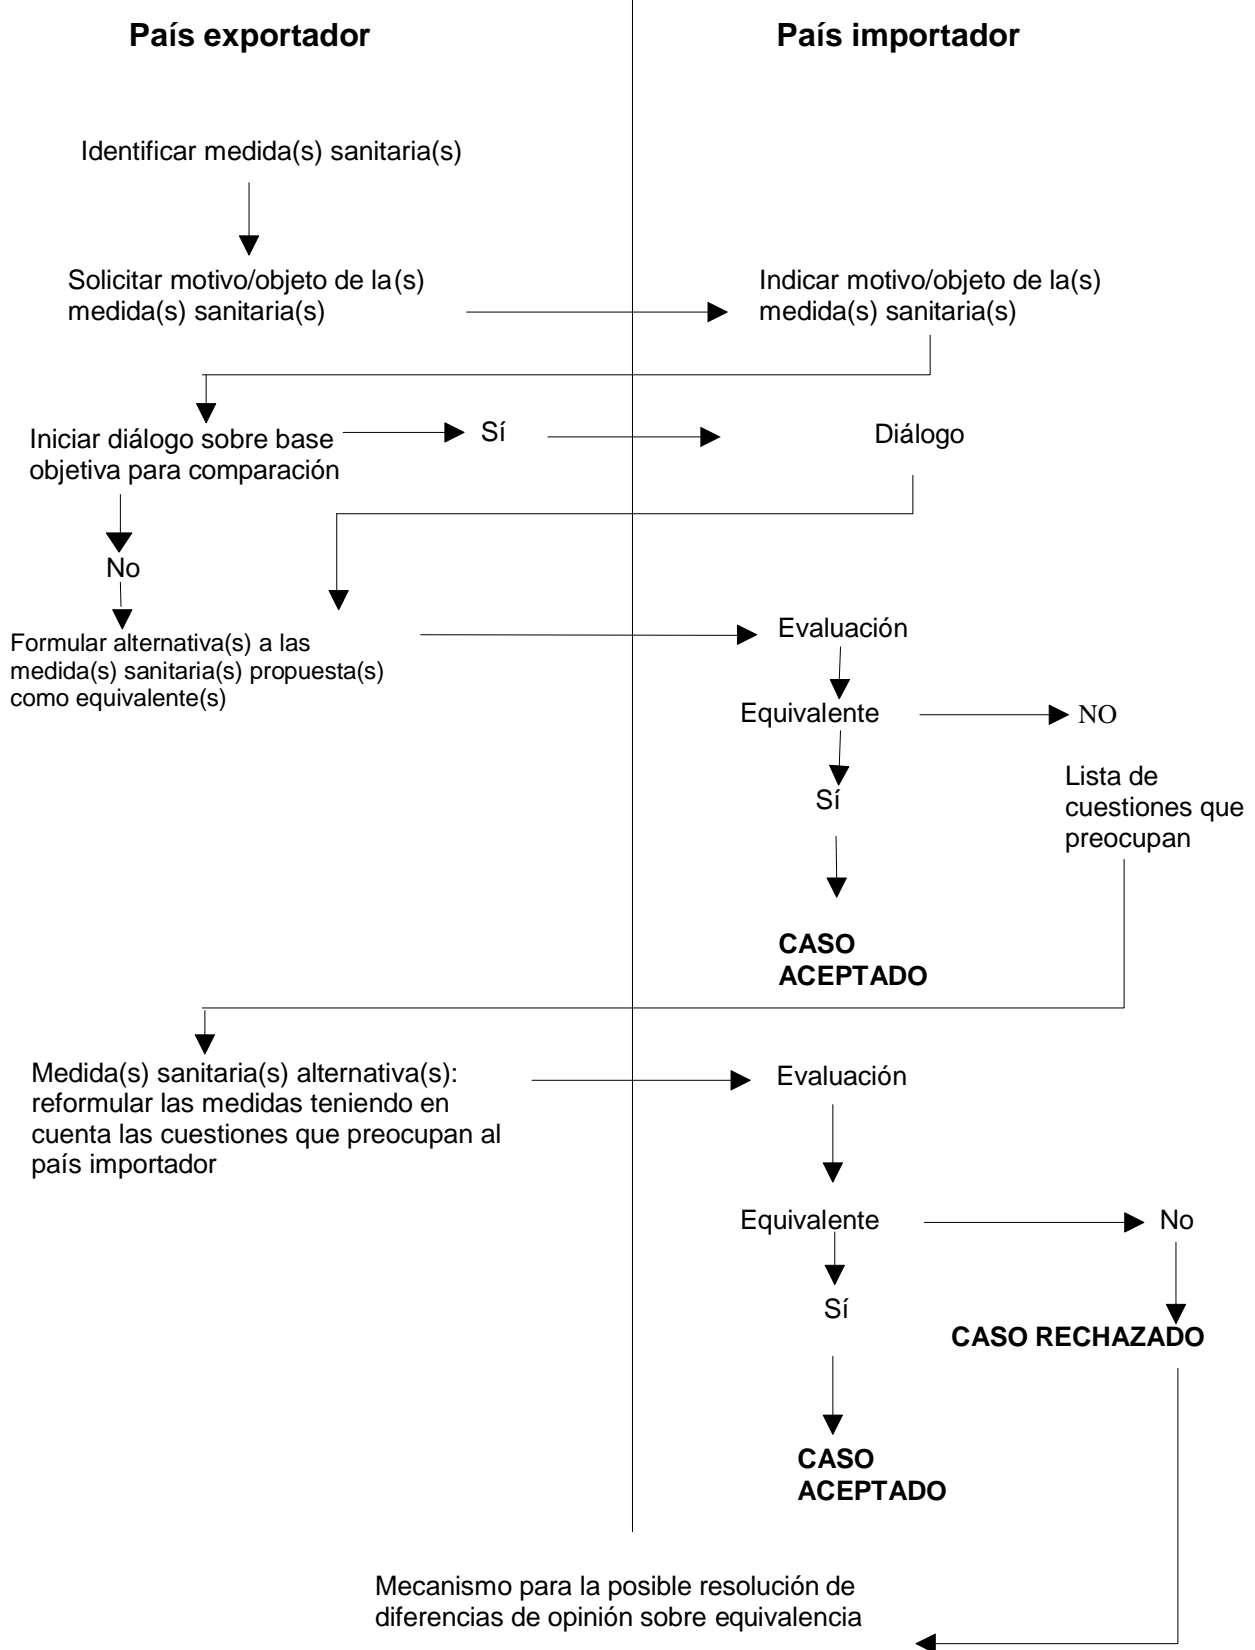 País exportador
País importador
Identificar medida(s) sanitaria(s)
Solicitar motivo/objeto de la(s)
medida(s) sanitaria(s)
Indicar motivo/objeto de la(s)
medida(s) sanitaria(s)
Iniciar diálogo sobre base
objetiva para comparación
Sí
Diálogo
No
Formular alternativa(s) a las
medida(s) sanitaria(s) propuesta(s)
como equivalente(s)
Evaluación
Equivalente
NO
Lista de
cuestiones que
preocupan
Sí
CASO
ACEPTADO
Medida(s) sanitaria(s) alternativa(s):
reformular las medidas teniendo en
cuenta las cuestiones que preocupan al
país importador
Evaluación
Equivalente
No
Sí
CASO RECHAZADO
CASO
ACEPTADO
Mecanismo para la posible resolución de
diferencias de opinión sobre equivalencia